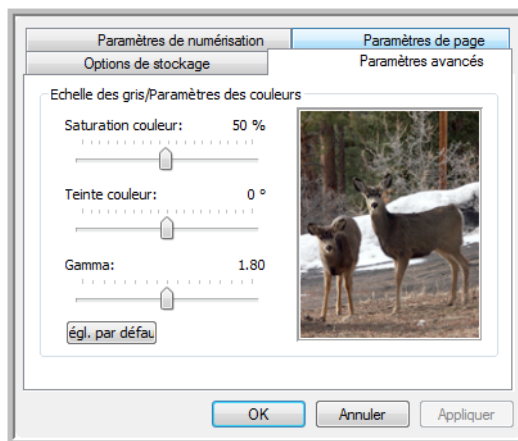 Paramètres de numérisation
Paramètres de page
Options de stockage
Paramètres avancés
Echelle des gris/Paramètres des couleurs
Saturation couleur: 50 %
Teinte couleur: 0 °
Gamma: 1.80
égl. par défau
OK
Annuler
Appliquer